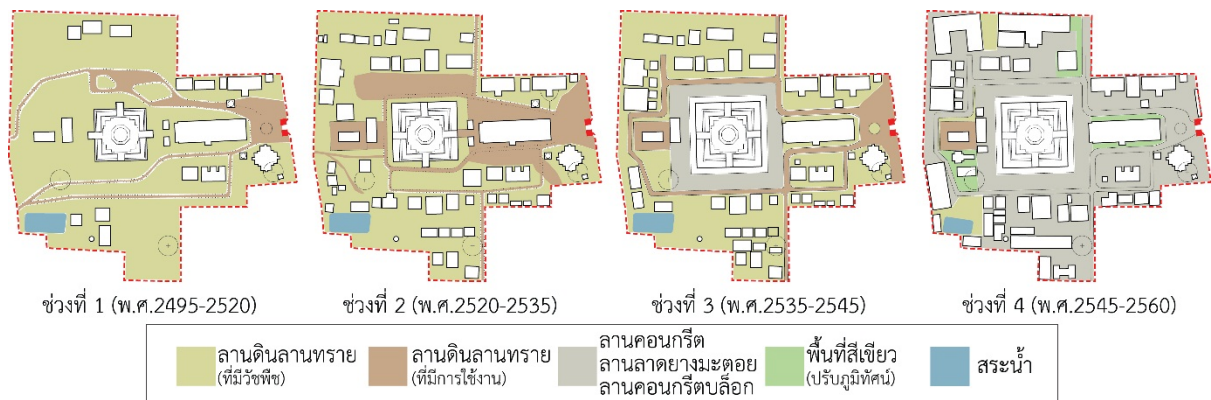 ช่วงที่ 1 (พ.ศ.2495-2520)
ช่วงที่ 2 (พ.ศ.2520-2535)
ช่วงที่ 3 (พ.ศ.2535-2545)
ช่วงที่ 4 (พ.ศ.2545-2560)
ลานดินลานทราย
(ที่มีวัชพืช)
ลานดินลานทราย
(ที่มีการใช้งาน)
ลานคอนกรีต
ลานลาดยางมะตอย
ลานคอนกรีตบล็อก
พื้นที่สีเขียว
(ปรับภูมิทัศน์)
สระน้ำ